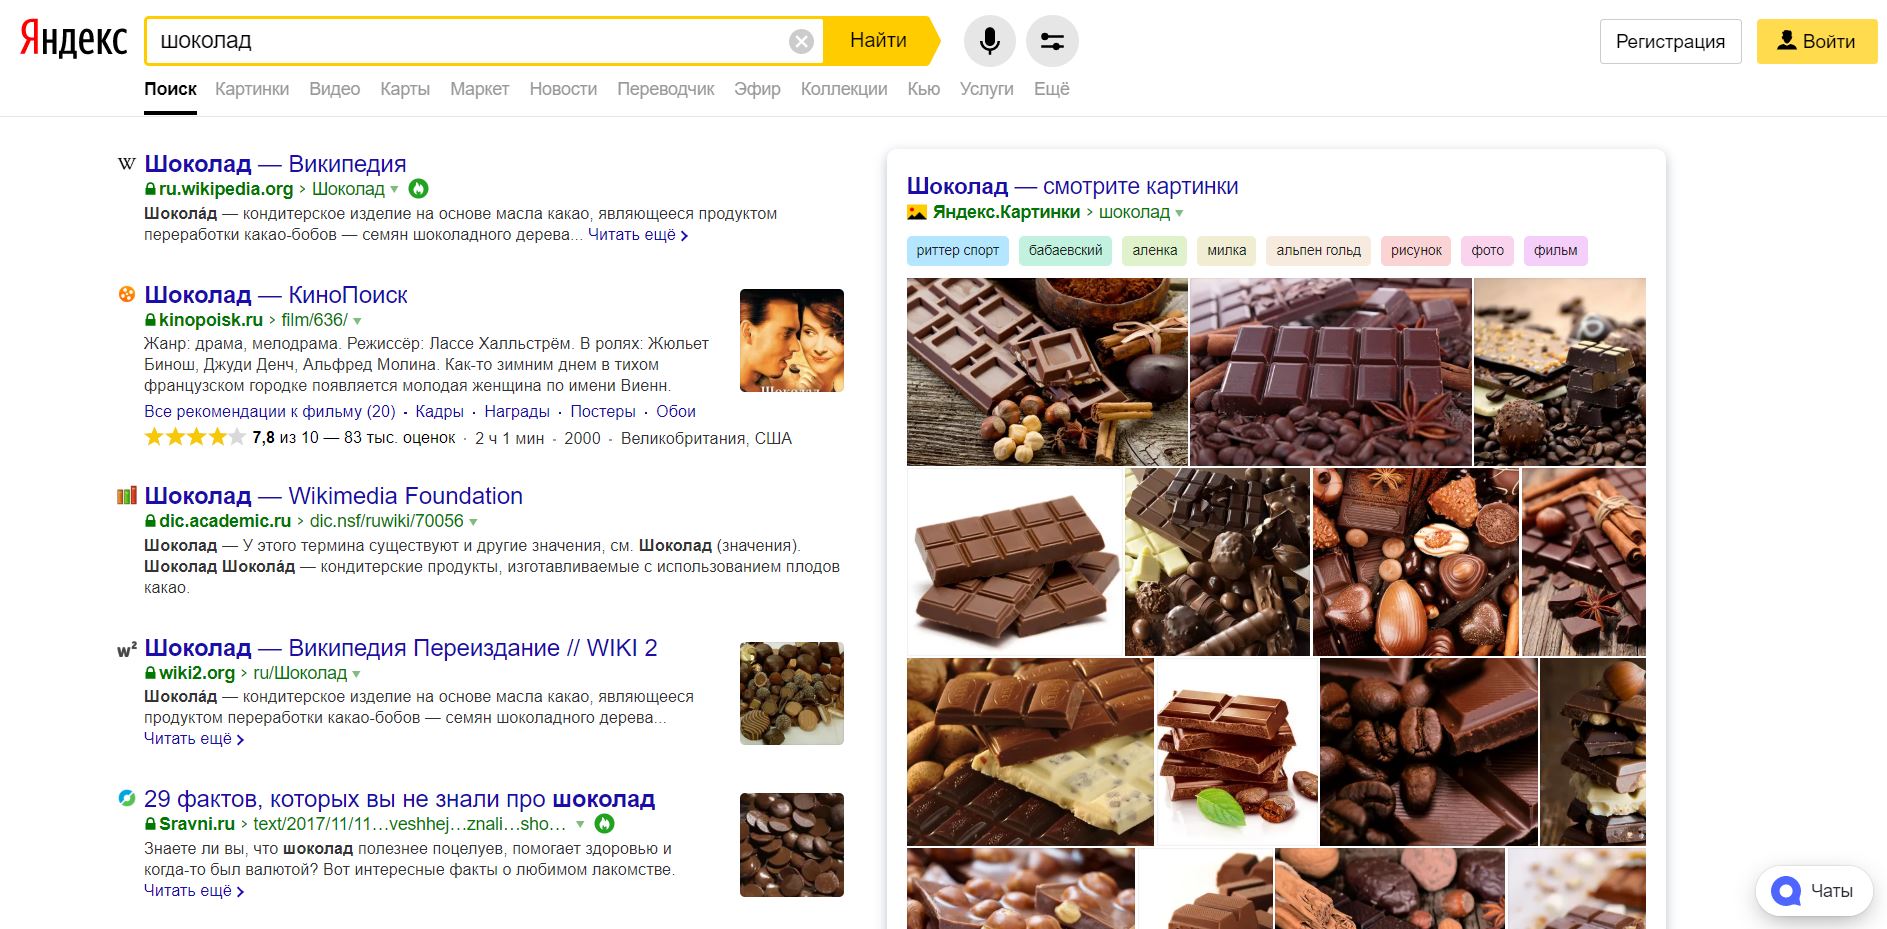 Яндекс
шоколад
Найти
Регистрация
Войти
Поиск Картинки Видео Карты Маркет Новости Переводчик Эфир Коллекции Кью Услуги Ещё
W Шоколад — Википедия
ru.wikipedia.org > Шоколад
Шокола́д — кондитерское изделие на основе масла какао, являющееся продуктом
переработки какао-бобов — семян шоколадного дерева... Читать ещё >
Шоколад — КиноПоиск
kinopoisk.ru > film/636/
Жанр: драма, мелодрама. Режиссёр: Лассе Халльстрём. В ролях: Жюльет
Бинош, Джуди Денч, Альфред Молина. Как-то зимним днем в тихом
французском городке появляется молодая женщина по имени Виенн.
Все рекомендации к фильму (20) · Кадры · Награды · Постеры · Обои
7,8 из 10 — 83 тыс. оценок · 2 ч 1 мин · 2000 · Великобритания, США
Шоколад
Шоколад — Wikimedia Foundation
dic.academic.ru > dic.nsf/ruwiki/70056
Шоколад — У этого термина существуют и другие значения, см. Шоколад (значения).
Шоколад Шокола́д — кондитерские продукты, изготавливаемые с использованием плодов
какао.
w² Шоколад — Википедия Переиздание // WIKI 2
wiki2.org > ru/Шоколад
Шокола́д — кондитерское изделие на основе масла какао, являющееся
продуктом переработки какао-бобов — семян шоколадного дерева...
Читать ещё >
29 фактов, которых вы не знали про шоколад
Sravni.ru > text/2017/11/11…veshhej…znali…sho…
Знаете ли вы, что шоколад полезнее поцелуев, помогает здоровью и
когда-то был валютой? Вот интересные факты о любимом лакомстве.
Читать ещё >
Шоколад — смотрите картинки
Яндекс.Картинки > шоколад
риттер спорт бабаевский аленка милка альпен гольд рисунок фото фильм
Чаты